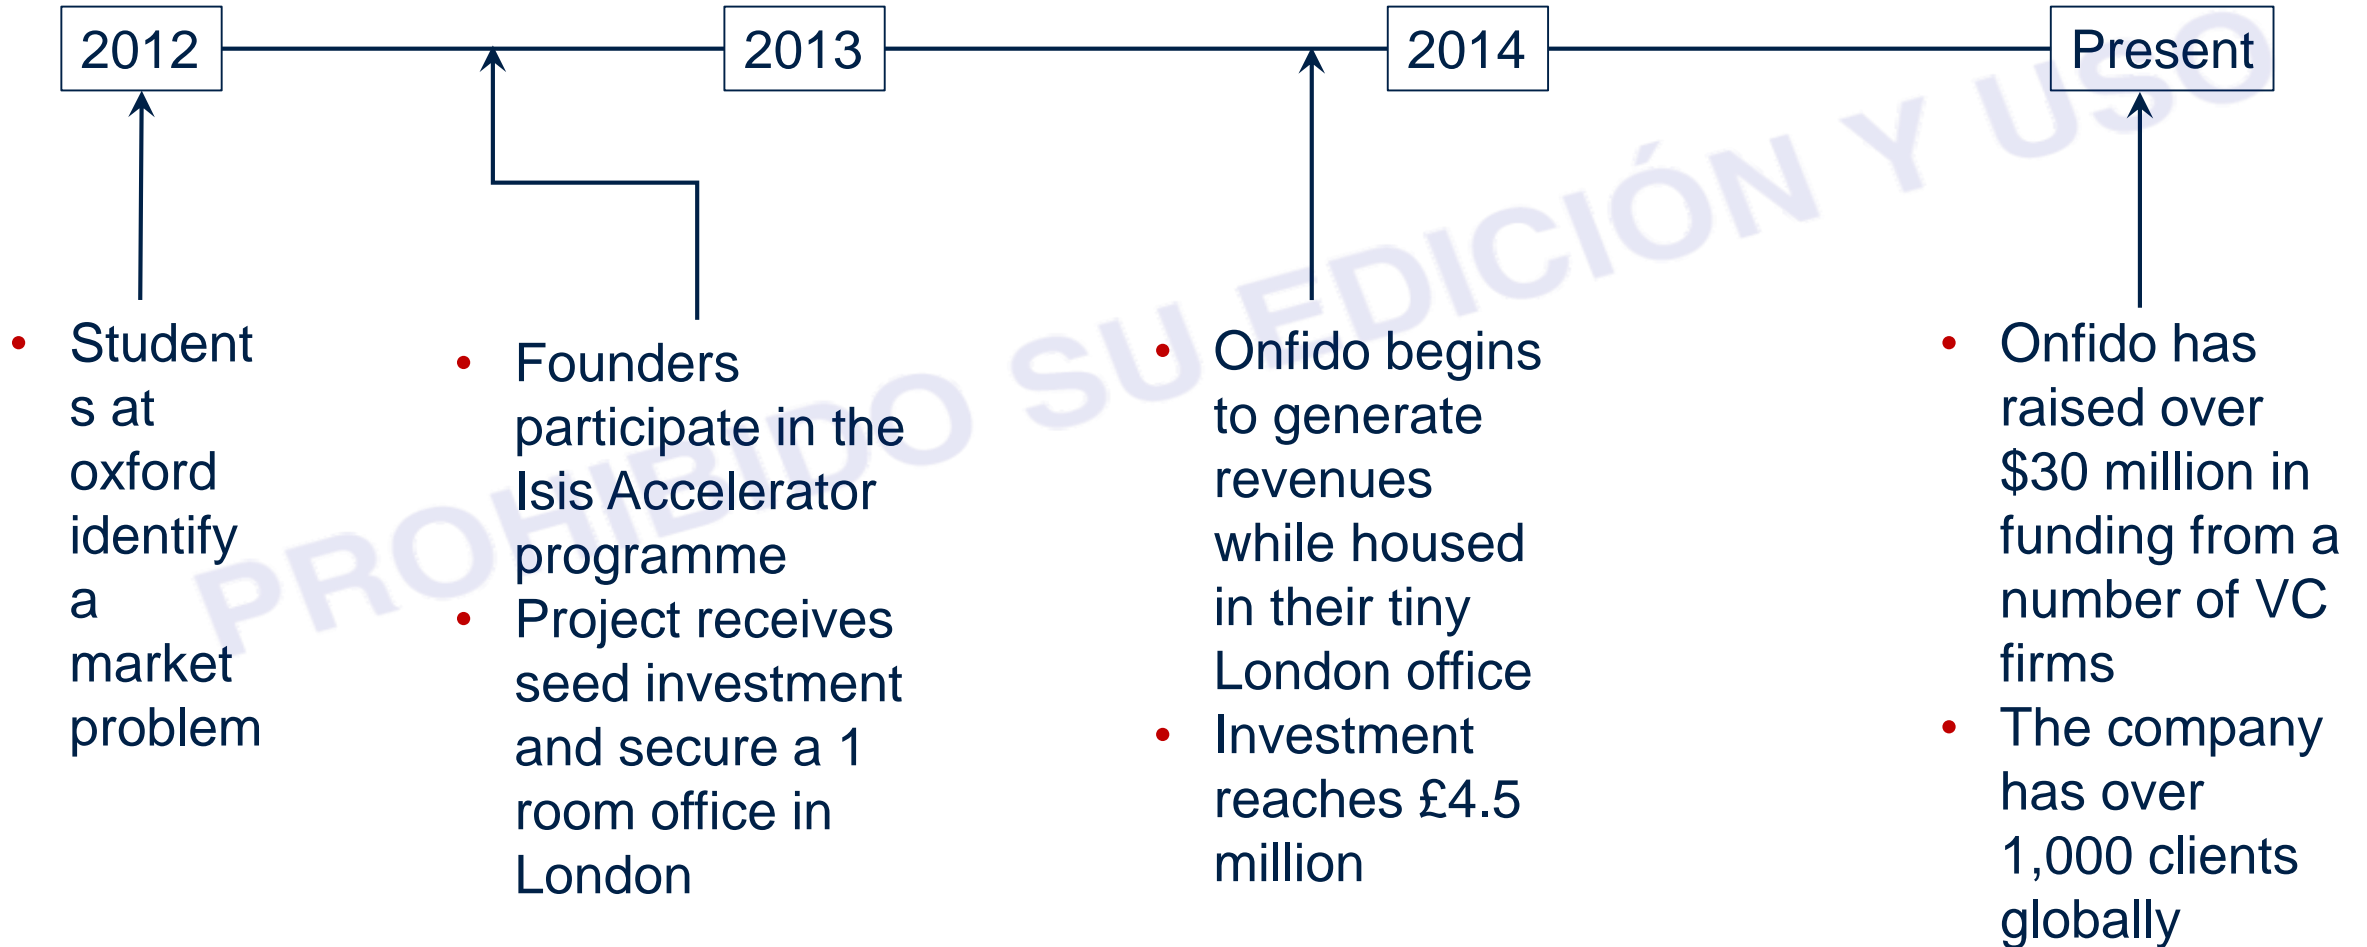 2012
2013
2014
Present
• Student
s at
oxford
identify
a
market
problem
• Founders
participate in the
Isis Accelerator
programme
• Project receives
seed investment
and secure a 1
room office in
London
• Onfido begins
to generate
revenues
while housed
in their tiny
London office
• Investment
reaches £4.5
million
• Onfido has
raised over
$30 million in
funding from a
number of VC
firms
• The company
has over
1,000 clients
globally
PROHIBIDO SU EDICIÓN Y USO